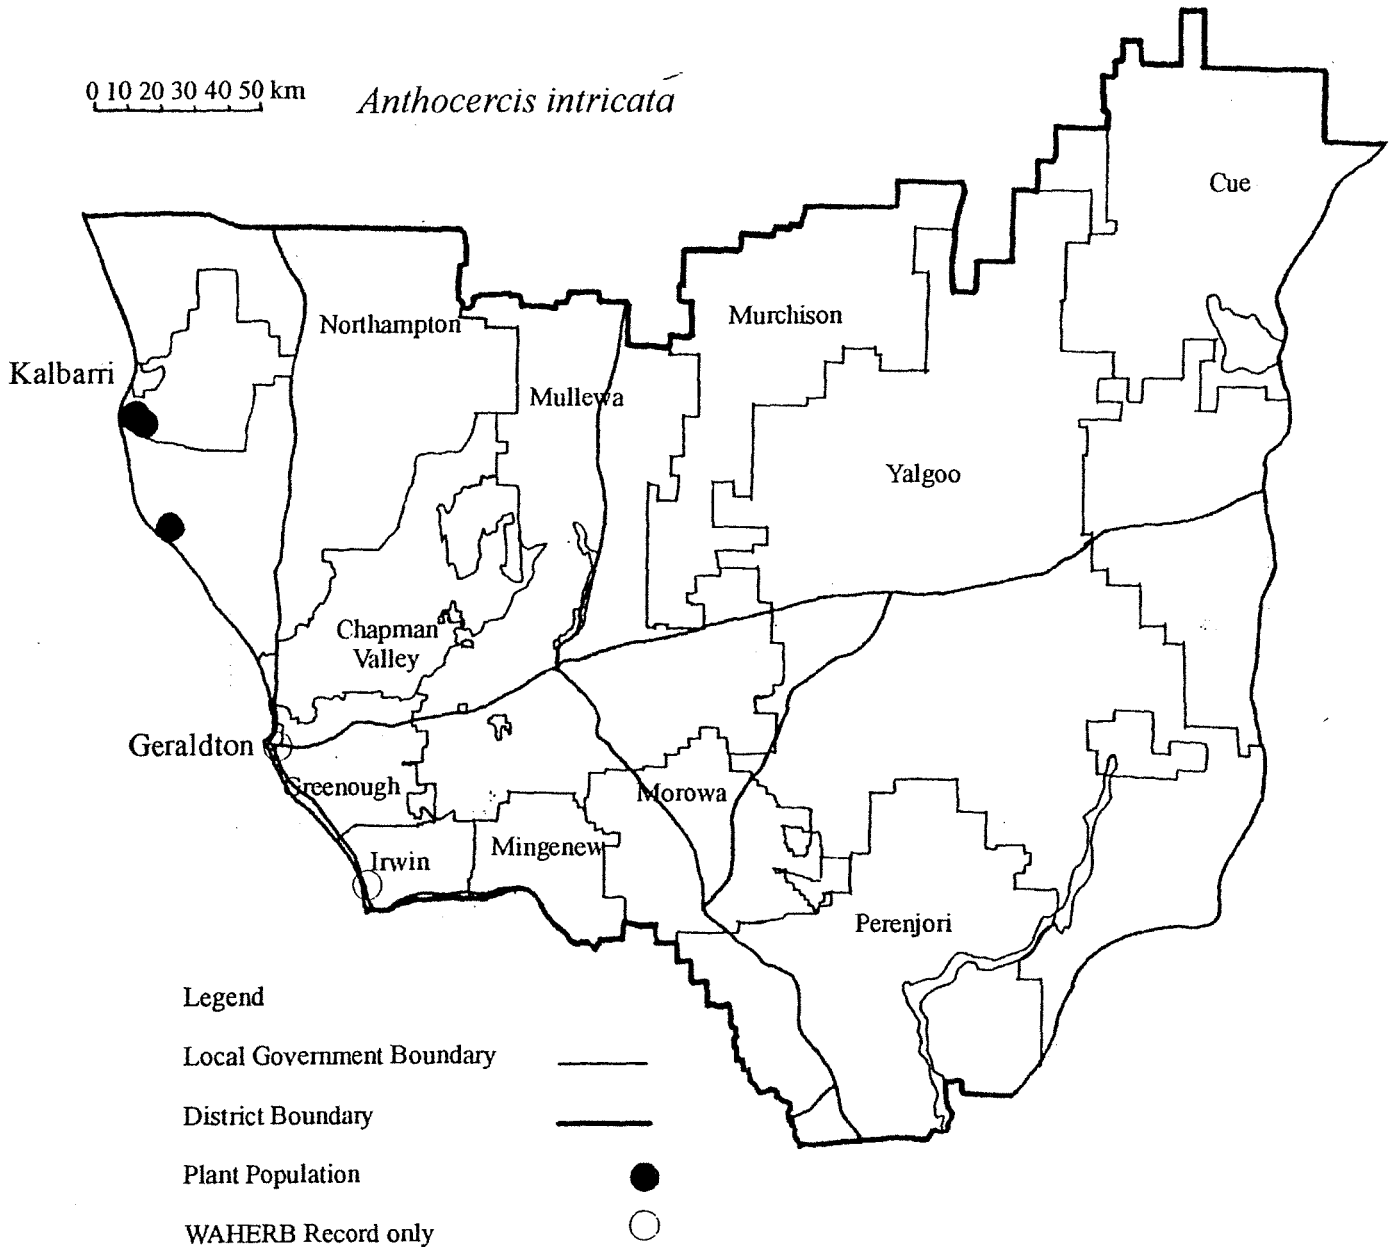 0 10 20 30 40 50 km
Anthocercis intricata
Cue
Northampton
Murchison
Kalbarri
Mullewa
Yalgoo
Chapman
Valley
Geraldton
Greenough
Morowa
Irwin
Mingenew
Perenjori
Legend
Local Government Boundary
District Boundary
Plant Population
WAHERB Record only